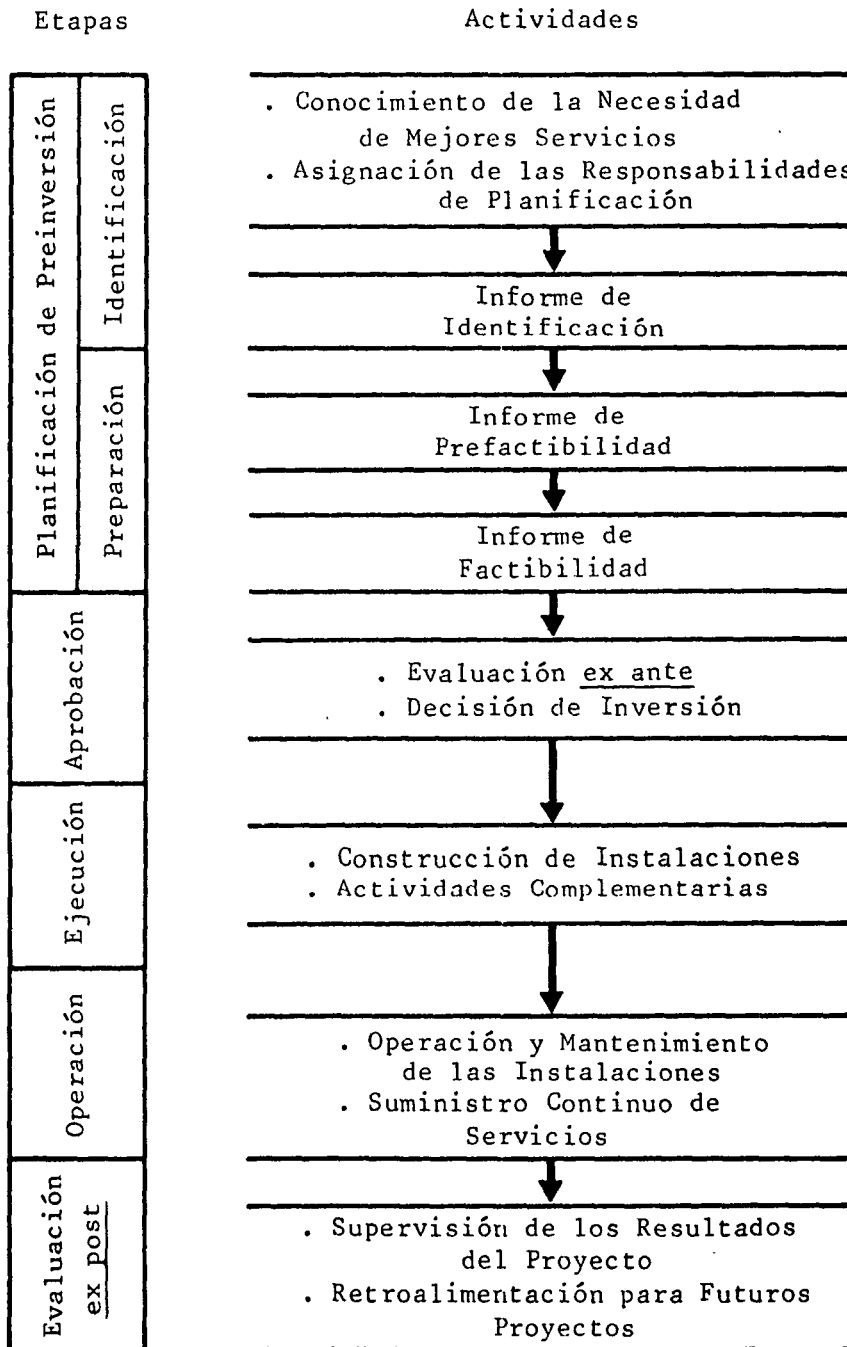 Etapas
Actividades
Planificación de Preinversión
Identificación
. Conocimiento de la Necesidad
de Mejores Servicios
. Asignación de las Responsabilidades
de Planificación
Informe de
Identificación
Preparación
Informe de
Prefactibilidad
Informe de
Factibilidad
Aprobación
. Evaluación ex ante
. Decisión de Inversión
Ejecución
. Construcción de Instalaciones
. Actividades Complementarias
Operación
. Operación y Mantenimiento
de las Instalaciones
. Suministro Continuo de
Servicios
Evaluación
ex post
. Supervisión de los Resultados
del Proyecto
. Retroalimentación para Futuros
Proyectos